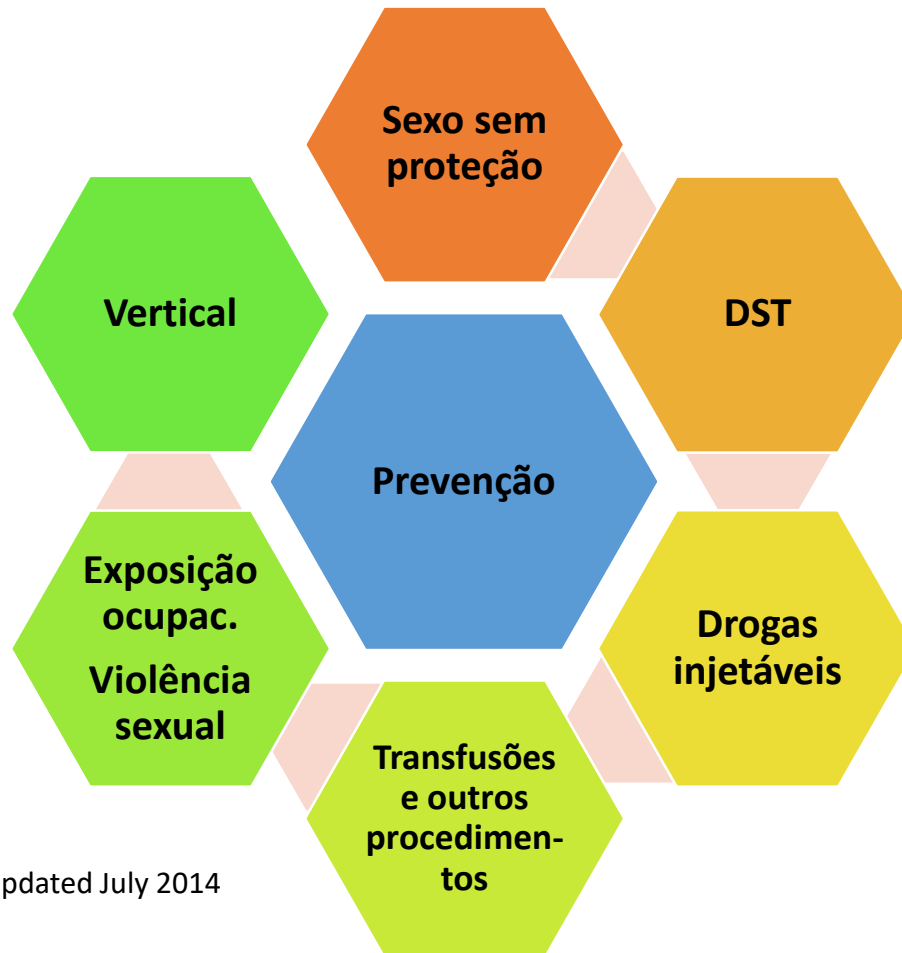 Sexo sem
proteção
Vertical
DST
Prevenção
Exposição
ocupac.
Violência
sexual
Drogas
injetáveis
Transfusões
e outros
procedimen-
tos
pdated July 2014